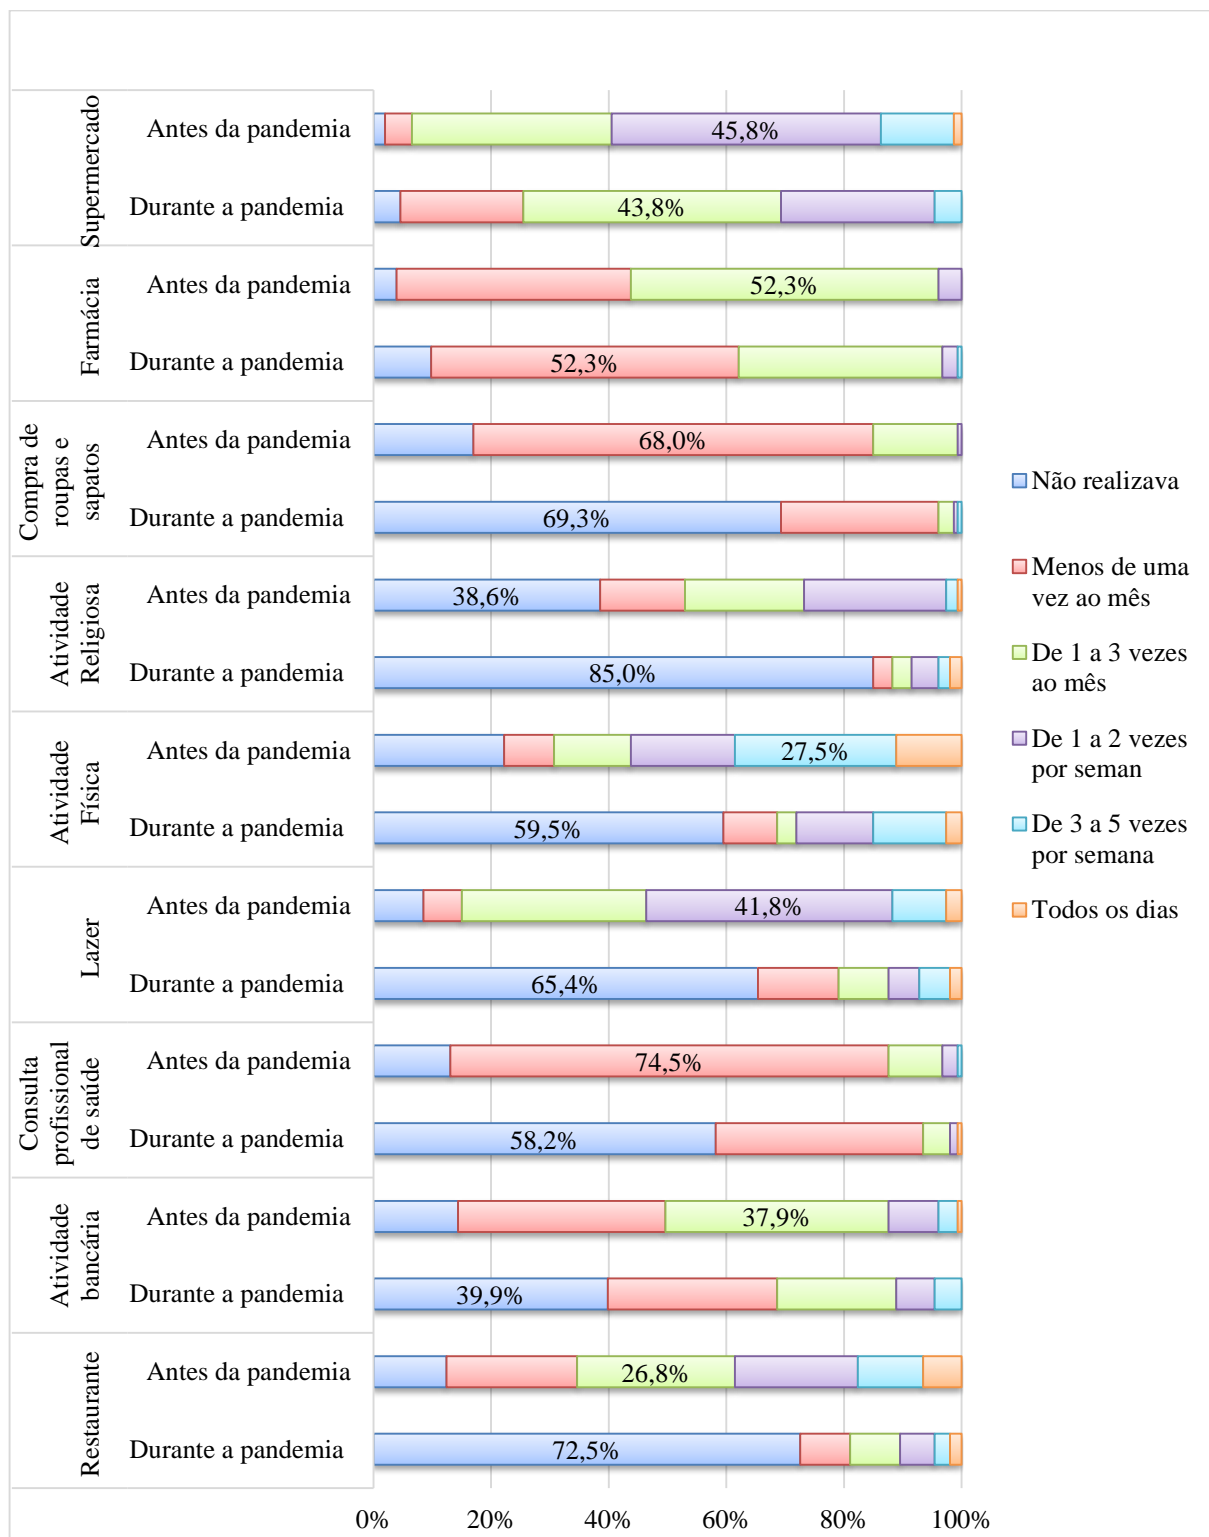 Supermercado
Antes da pandemia
45,8%
Durante a pandemia
43,8%
Farmácia
Antes da pandemia
52,3%
Durante a pandemia
52,3%
Compra de
roupas e
sapatos
Antes da pandemia
68,0%
Durante a pandemia
69,3%
Atividade
Religiosa
Antes da pandemia
38,6%
Durante a pandemia
85,0%
Atividade
Física
Antes da pandemia
27,5%
Durante a pandemia
59,5%
Lazer
Antes da pandemia
41,8%
Durante a pandemia
65,4%
Consulta
profissional
de saúde
Antes da pandemia
74,5%
Durante a pandemia
58,2%
Atividade
bancária
Antes da pandemia
37,9%
Durante a pandemia
39,9%
Restaurante
Antes da pandemia
26,8%
Durante a pandemia
72,5%
0% 20% 40% 60% 80% 100%
Não realizava
Menos de uma
vez ao mês
De 1 a 3 vezes
ao mês
De 1 a 2 vezes
por seman
De 3 a 5 vezes
por semana
Todos os dias